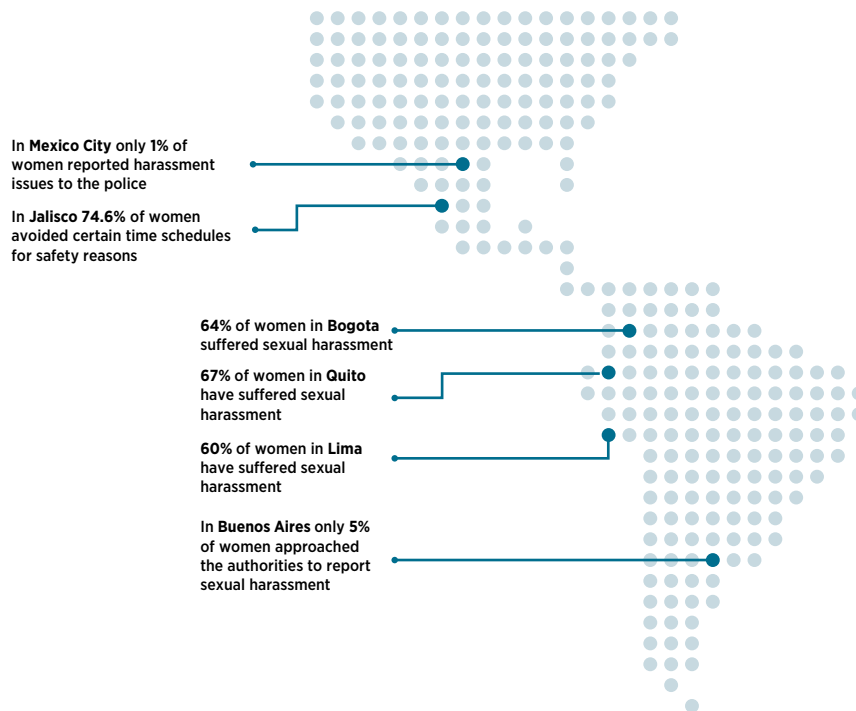 In Mexico City only 1% of
women reported harassment
issues to the police
In Jalisco 74.6% of women
avoided certain time schedules
for safety reasons
64% of women in Bogota
suffered sexual harassment
67% of women in Quito
have suffered sexual
harassment
60% of women in Lima
have suffered sexual
harassment
In Buenos Aires only 5%
of women approached
the authorities to report
sexual harassment